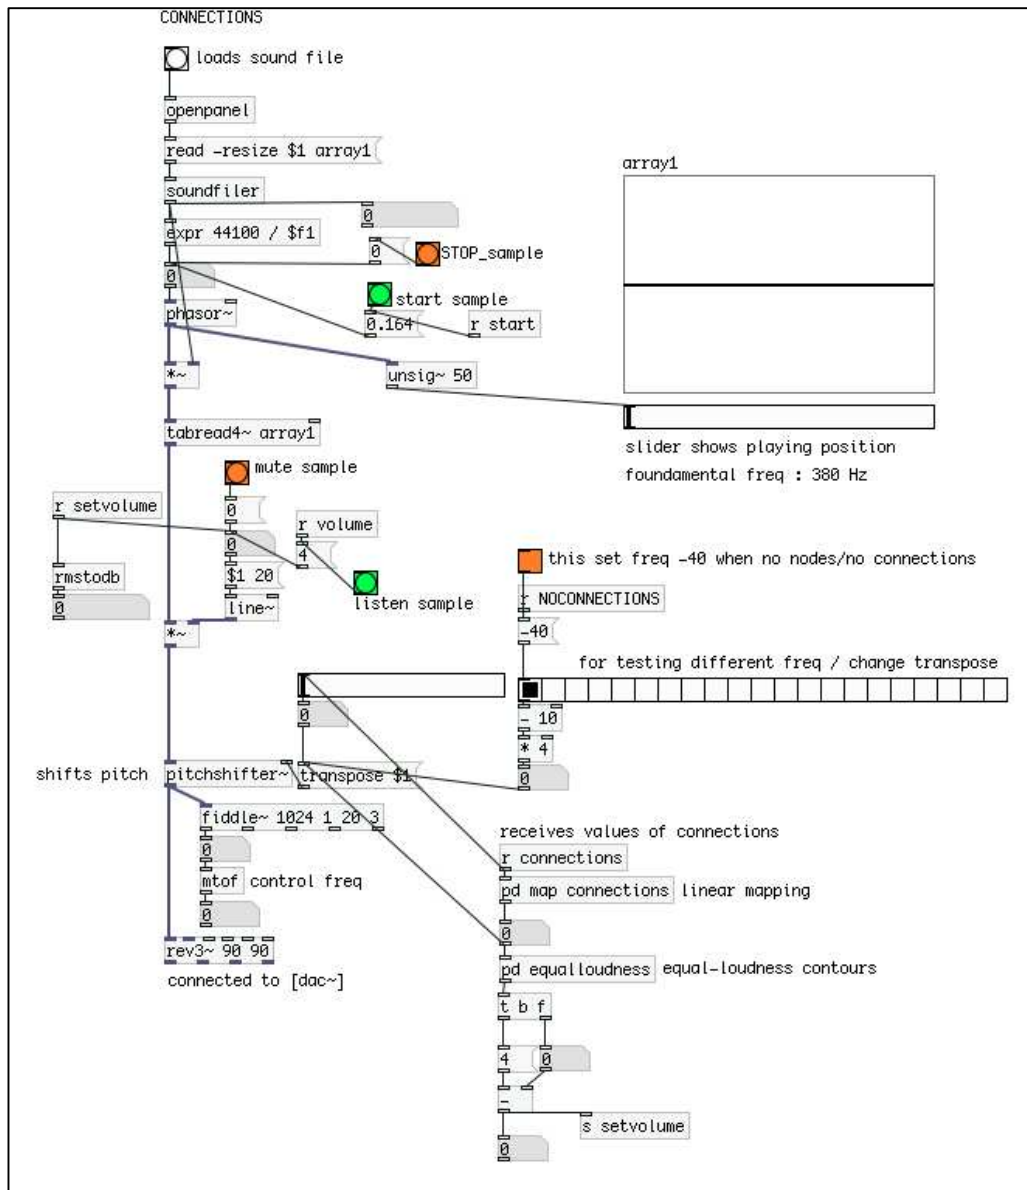 CONNECTIONS
loads sound file
openpanel
read -resize $1 array1
array1
soundfiler
0
expr 44100 / $f1
0
STOP_sample
0
start sample
phasor~
0.164
r start
*~
unsig~ 50
tabread4~ array1
slider shows playing position
mute sample
foundamental freq : 380 Hz
r setvolume
0
r volume
0
4
this set freq -40 when no nodes/no connections
rmstodb
$1 20
r NOCONNECTIONS
0
line~
listen sample
*~
-40
for testing different freq / change transpose
0
- 10
* 4
shifts pitch
pitchshifter~
transpose $1
0
fiddle~ 1024 1 20 3
receives values of connections
0
r connections
mtof
control freq
pd map connections
linear mapping
0
0
rev3~ 90 90
pd equalloudness
equal-loudness contours
connected to [dac~]
t b f
4
0
-
s setvolume
0